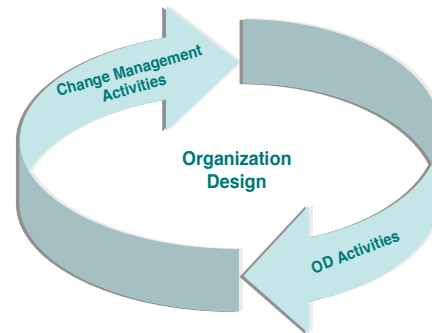 Change Management
Activities
Organization
Design
OD Activities